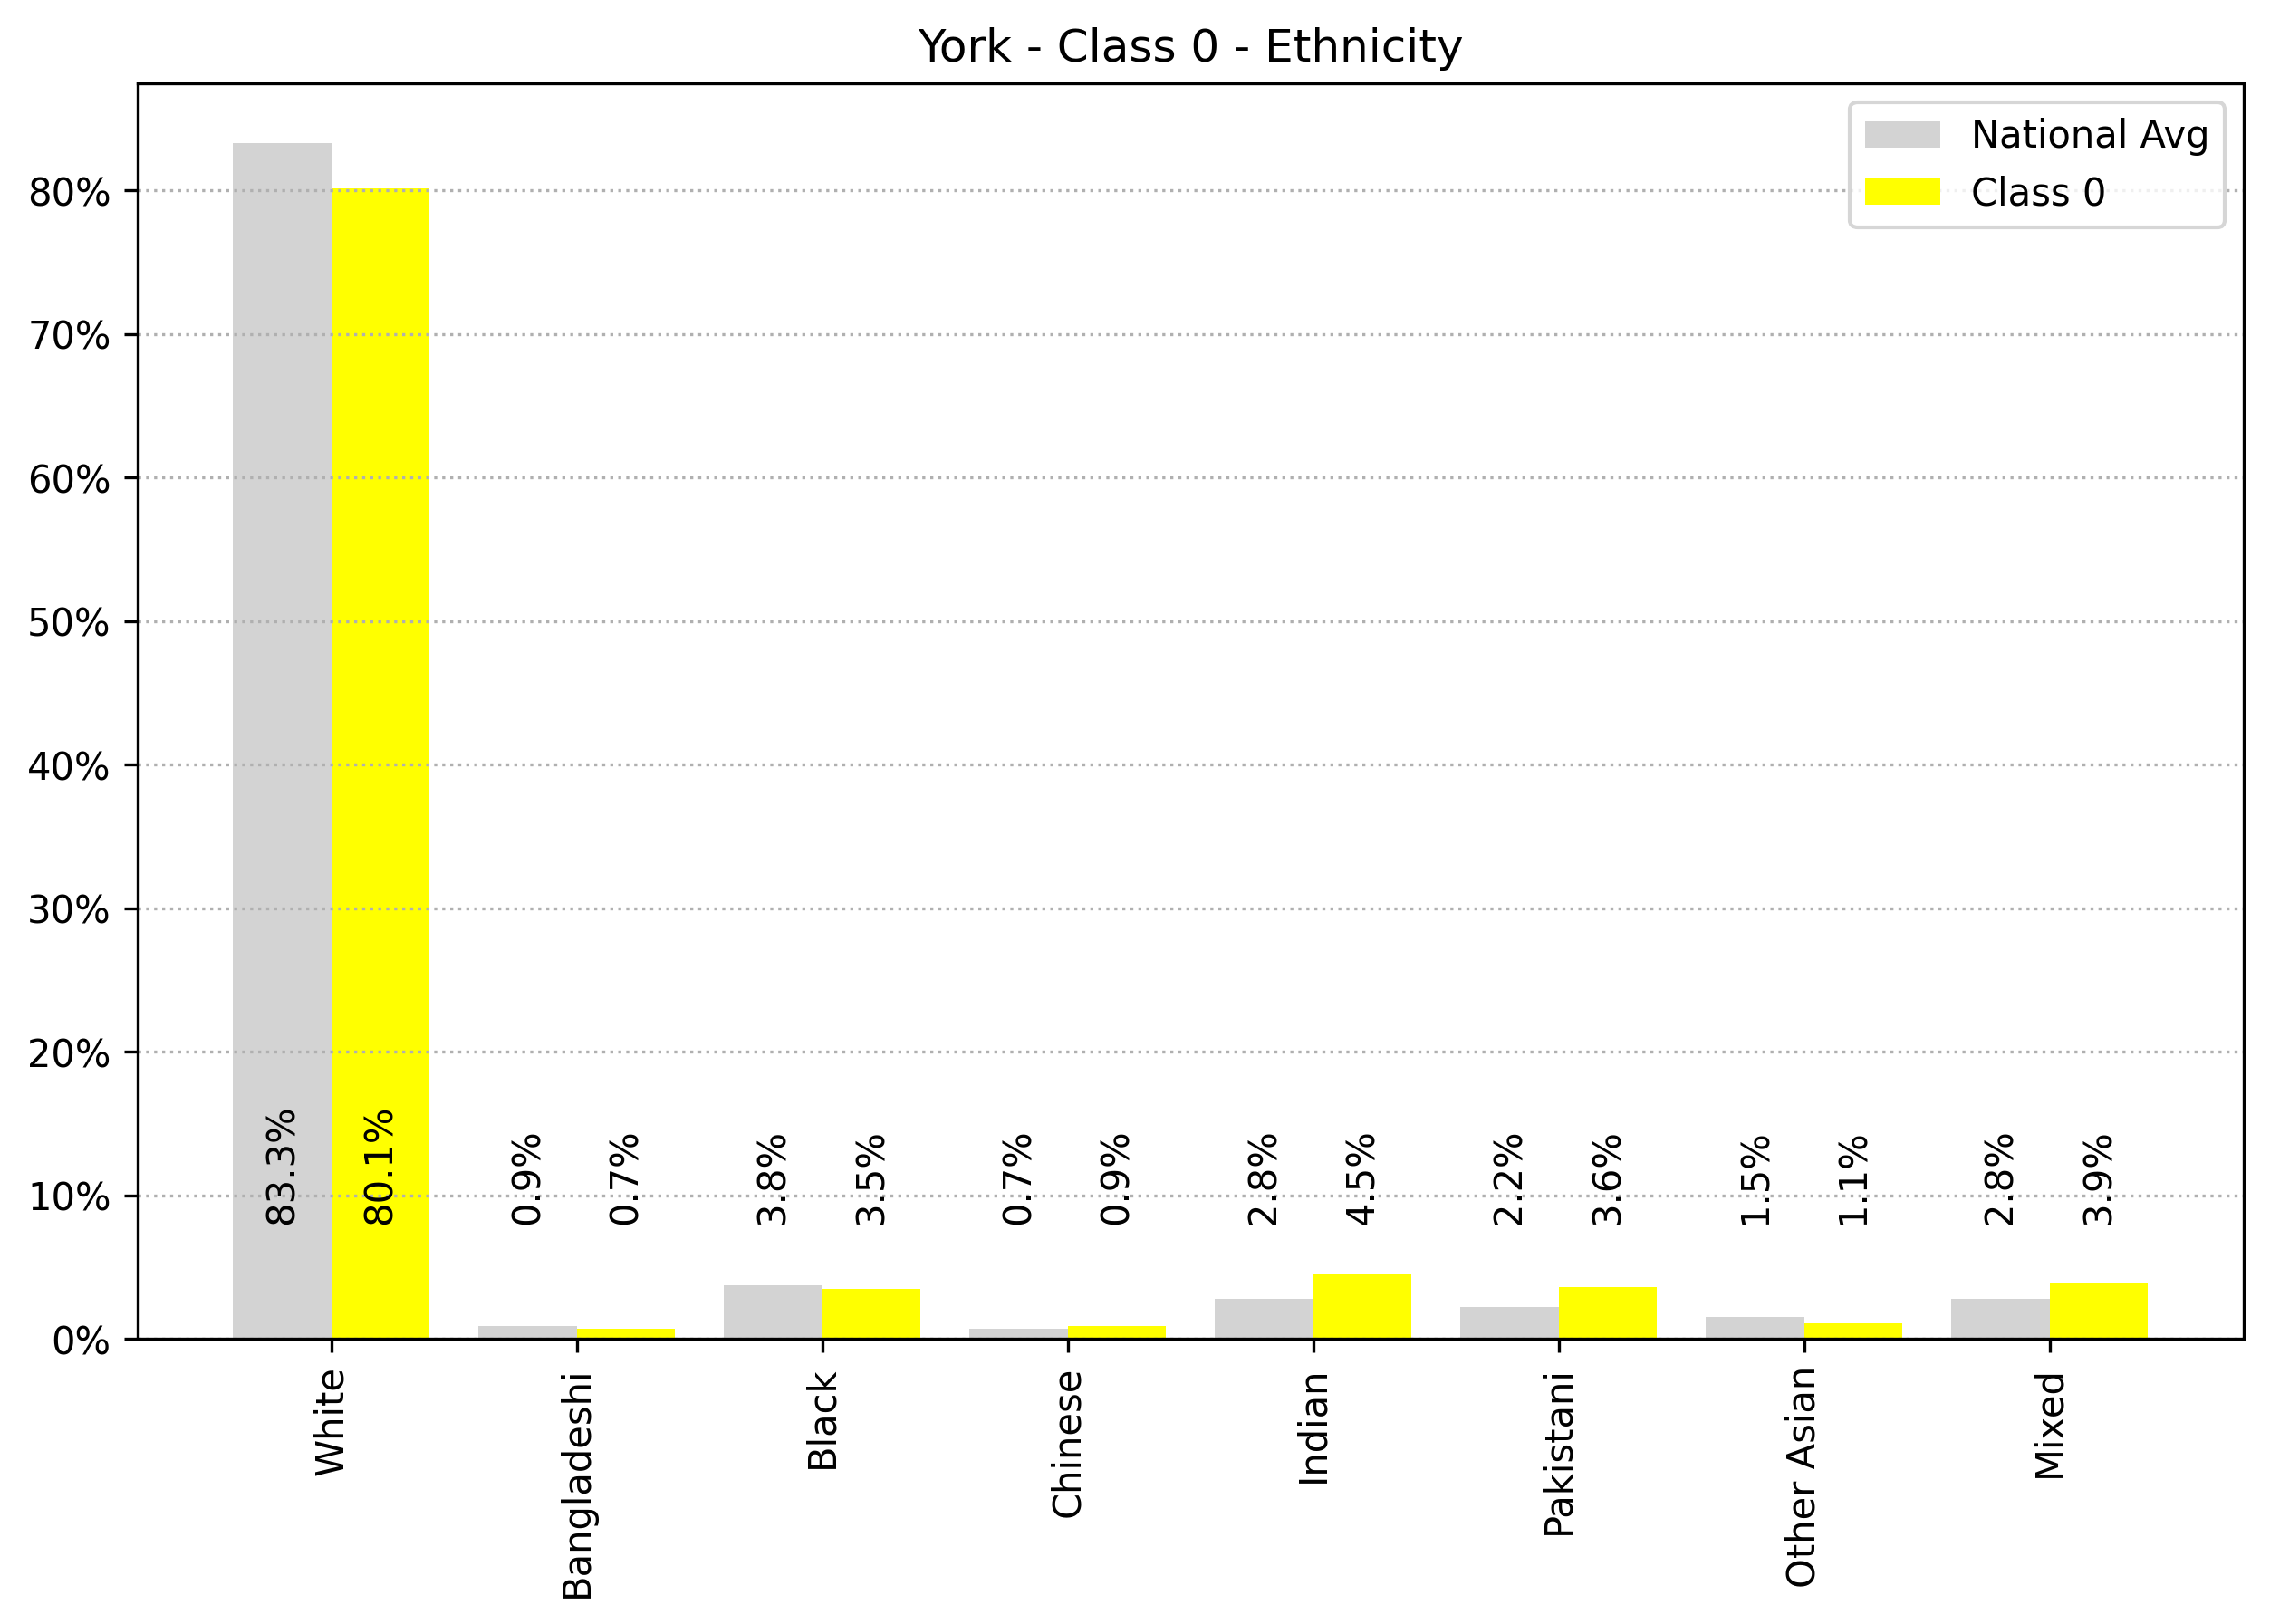 York - Class 0 - Ethnicity
National Avg
Class 0
80%
70%
60%
50%
40%
30%
20%
10%
0%
83.3%
80.1%
0.9%
0.7%
3.8%
3.5%
0.7%
0.9%
2.8%
4.5%
2.2%
3.6%
1.5%
1.1%
2.8%
3.9%
White
Bangladeshi
Black
Chinese
Indian
Pakistani
Other Asian
Mixed